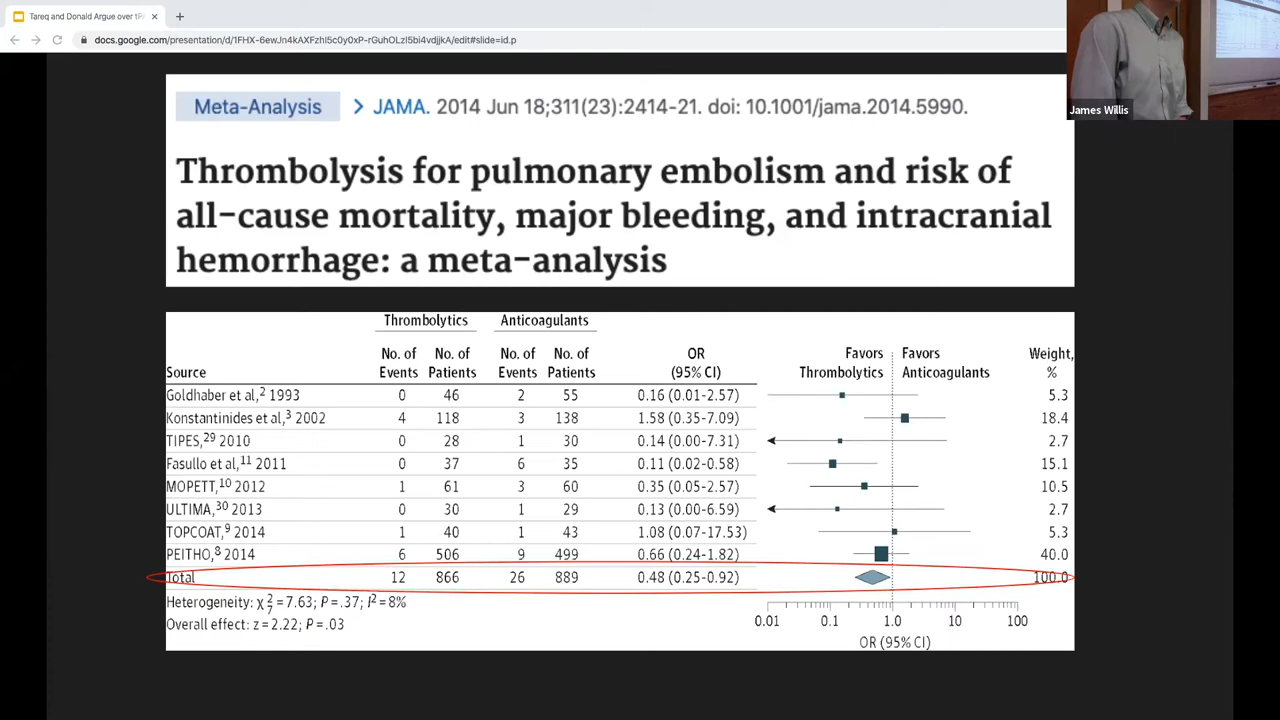 Tareq and Donald Argue over tP
docs.google.com/presentation/d/1FHX-6ewJn4kAXFzhI5c0y0xP-rGuhOLzI5bi4vdjjkA/edit#slide=id.p
James Willis
Meta-Analysis > JAMA. 2014 Jun 18;311(23):2414-21. doi: 10.1001/jama.2014.5990.
Thrombolysis for pulmonary embolism and risk of
all-cause mortality, major bleeding, and intracranial
hemorrhage: a meta-analysis
Thrombolytics Anticoagulants
Source No. of Events No. of Patients No. of Events No. of Patients OR (95% CI) Favors Thrombolytics Favors Anticoagulants Weight, %
Goldhaber et al,2 1993 0 46 2 55 0.16 (0.01-2.57) 5.3
Konstantinides et al,3 2002 4 118 3 138 1.58 (0.35-7.09) 18.4
TIPES,29 2010 0 28 1 30 0.14 (0.00-7.31) 2.7
Fasullo et al,11 2011 0 37 6 35 0.11 (0.02-0.58) 15.1
MOPETT,10 2012 1 61 3 60 0.35 (0.05-2.57) 10.5
ULTIMA,30 2013 0 30 1 29 0.13 (0.00-6.59) 2.7
TOPCOAT,9 2014 1 40 1 43 1.08 (0.07-17.53) 5.3
PEITHO,8 2014 6 506 9 499 0.66 (0.24-1.82) 40.0
Total 12 866 26 889 0.48 (0.25-0.92) 100.0
Heterogeneity: χ²₇ = 7.63; P = .37; I² = 8%
Overall effect: z = 2.22; P = .03
0.01 0.1 1.0 10 100
OR (95% CI)